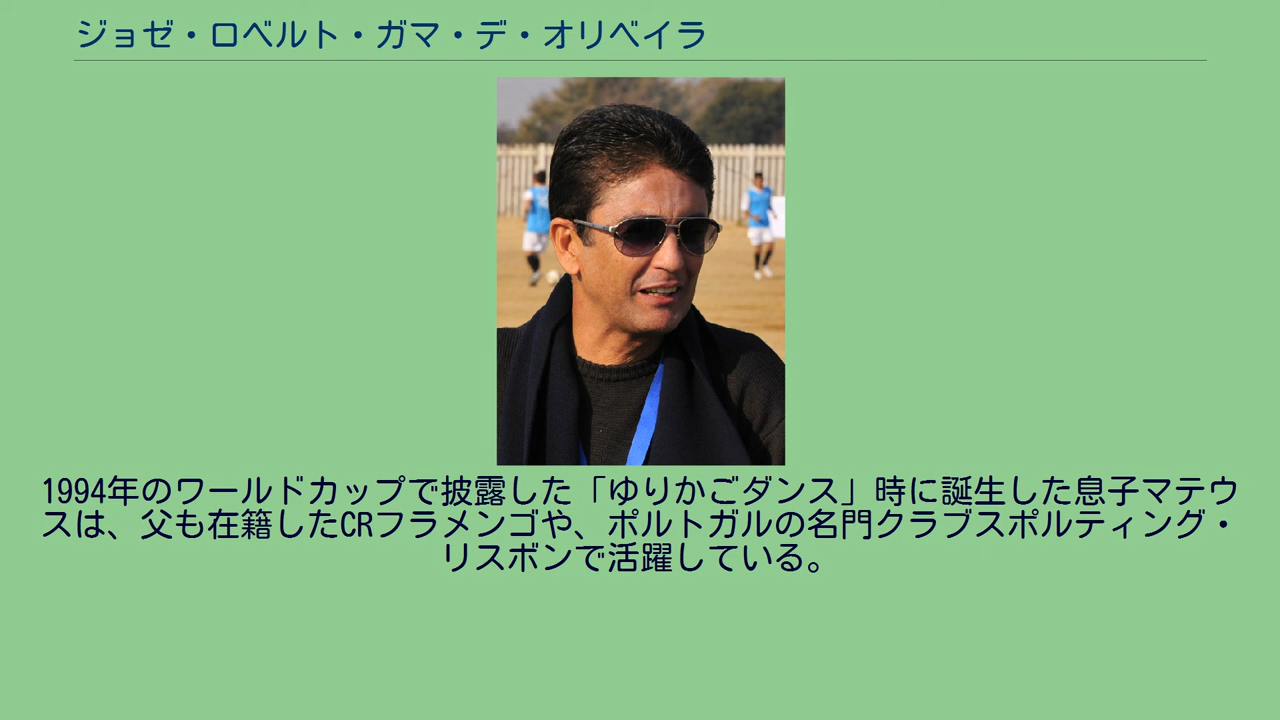 ジョゼ・ロベルト・ガマ・デ・オリベイラ
1994年のワールドカップで披露した「ゆりかごダンス」時に誕生した息子マテウ
スは、父も在籍したCRフラメンゴや、ポルトガルの名門クラブスポルティング・
リスボンで活躍している。